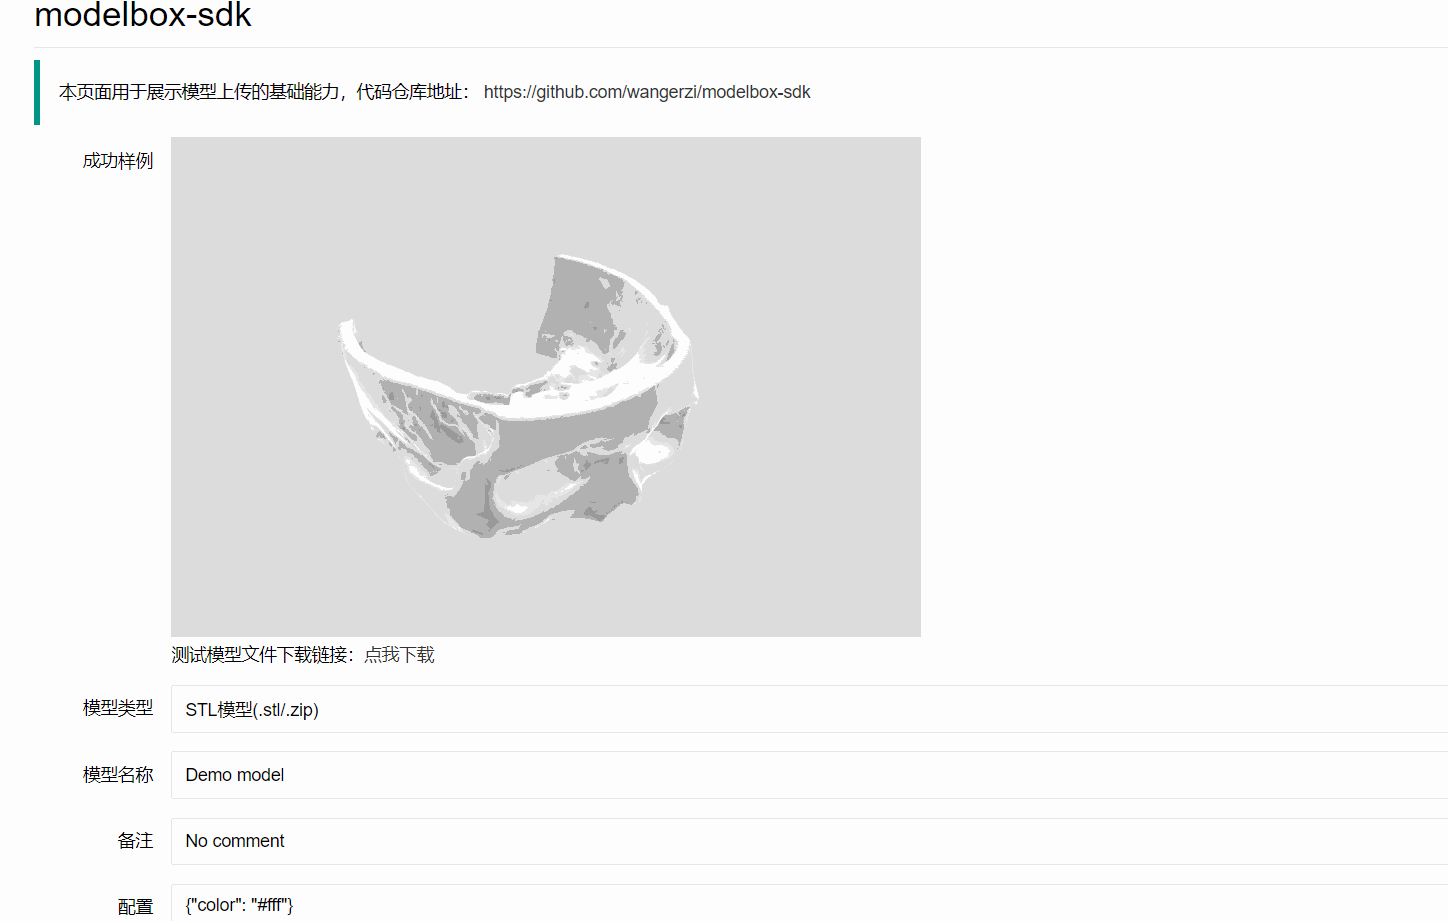 modelbox-sdk
本页面用于展示模型上传的基础能力，代码仓库地址： https://github.com/wangerzi/modelbox-sdk
成功样例
测试模型文件下载链接：点我下载
模型类型 STL模型(.stl/.zip)
模型名称 Demo model
备注 No comment
配置 {"color": "#fff"}